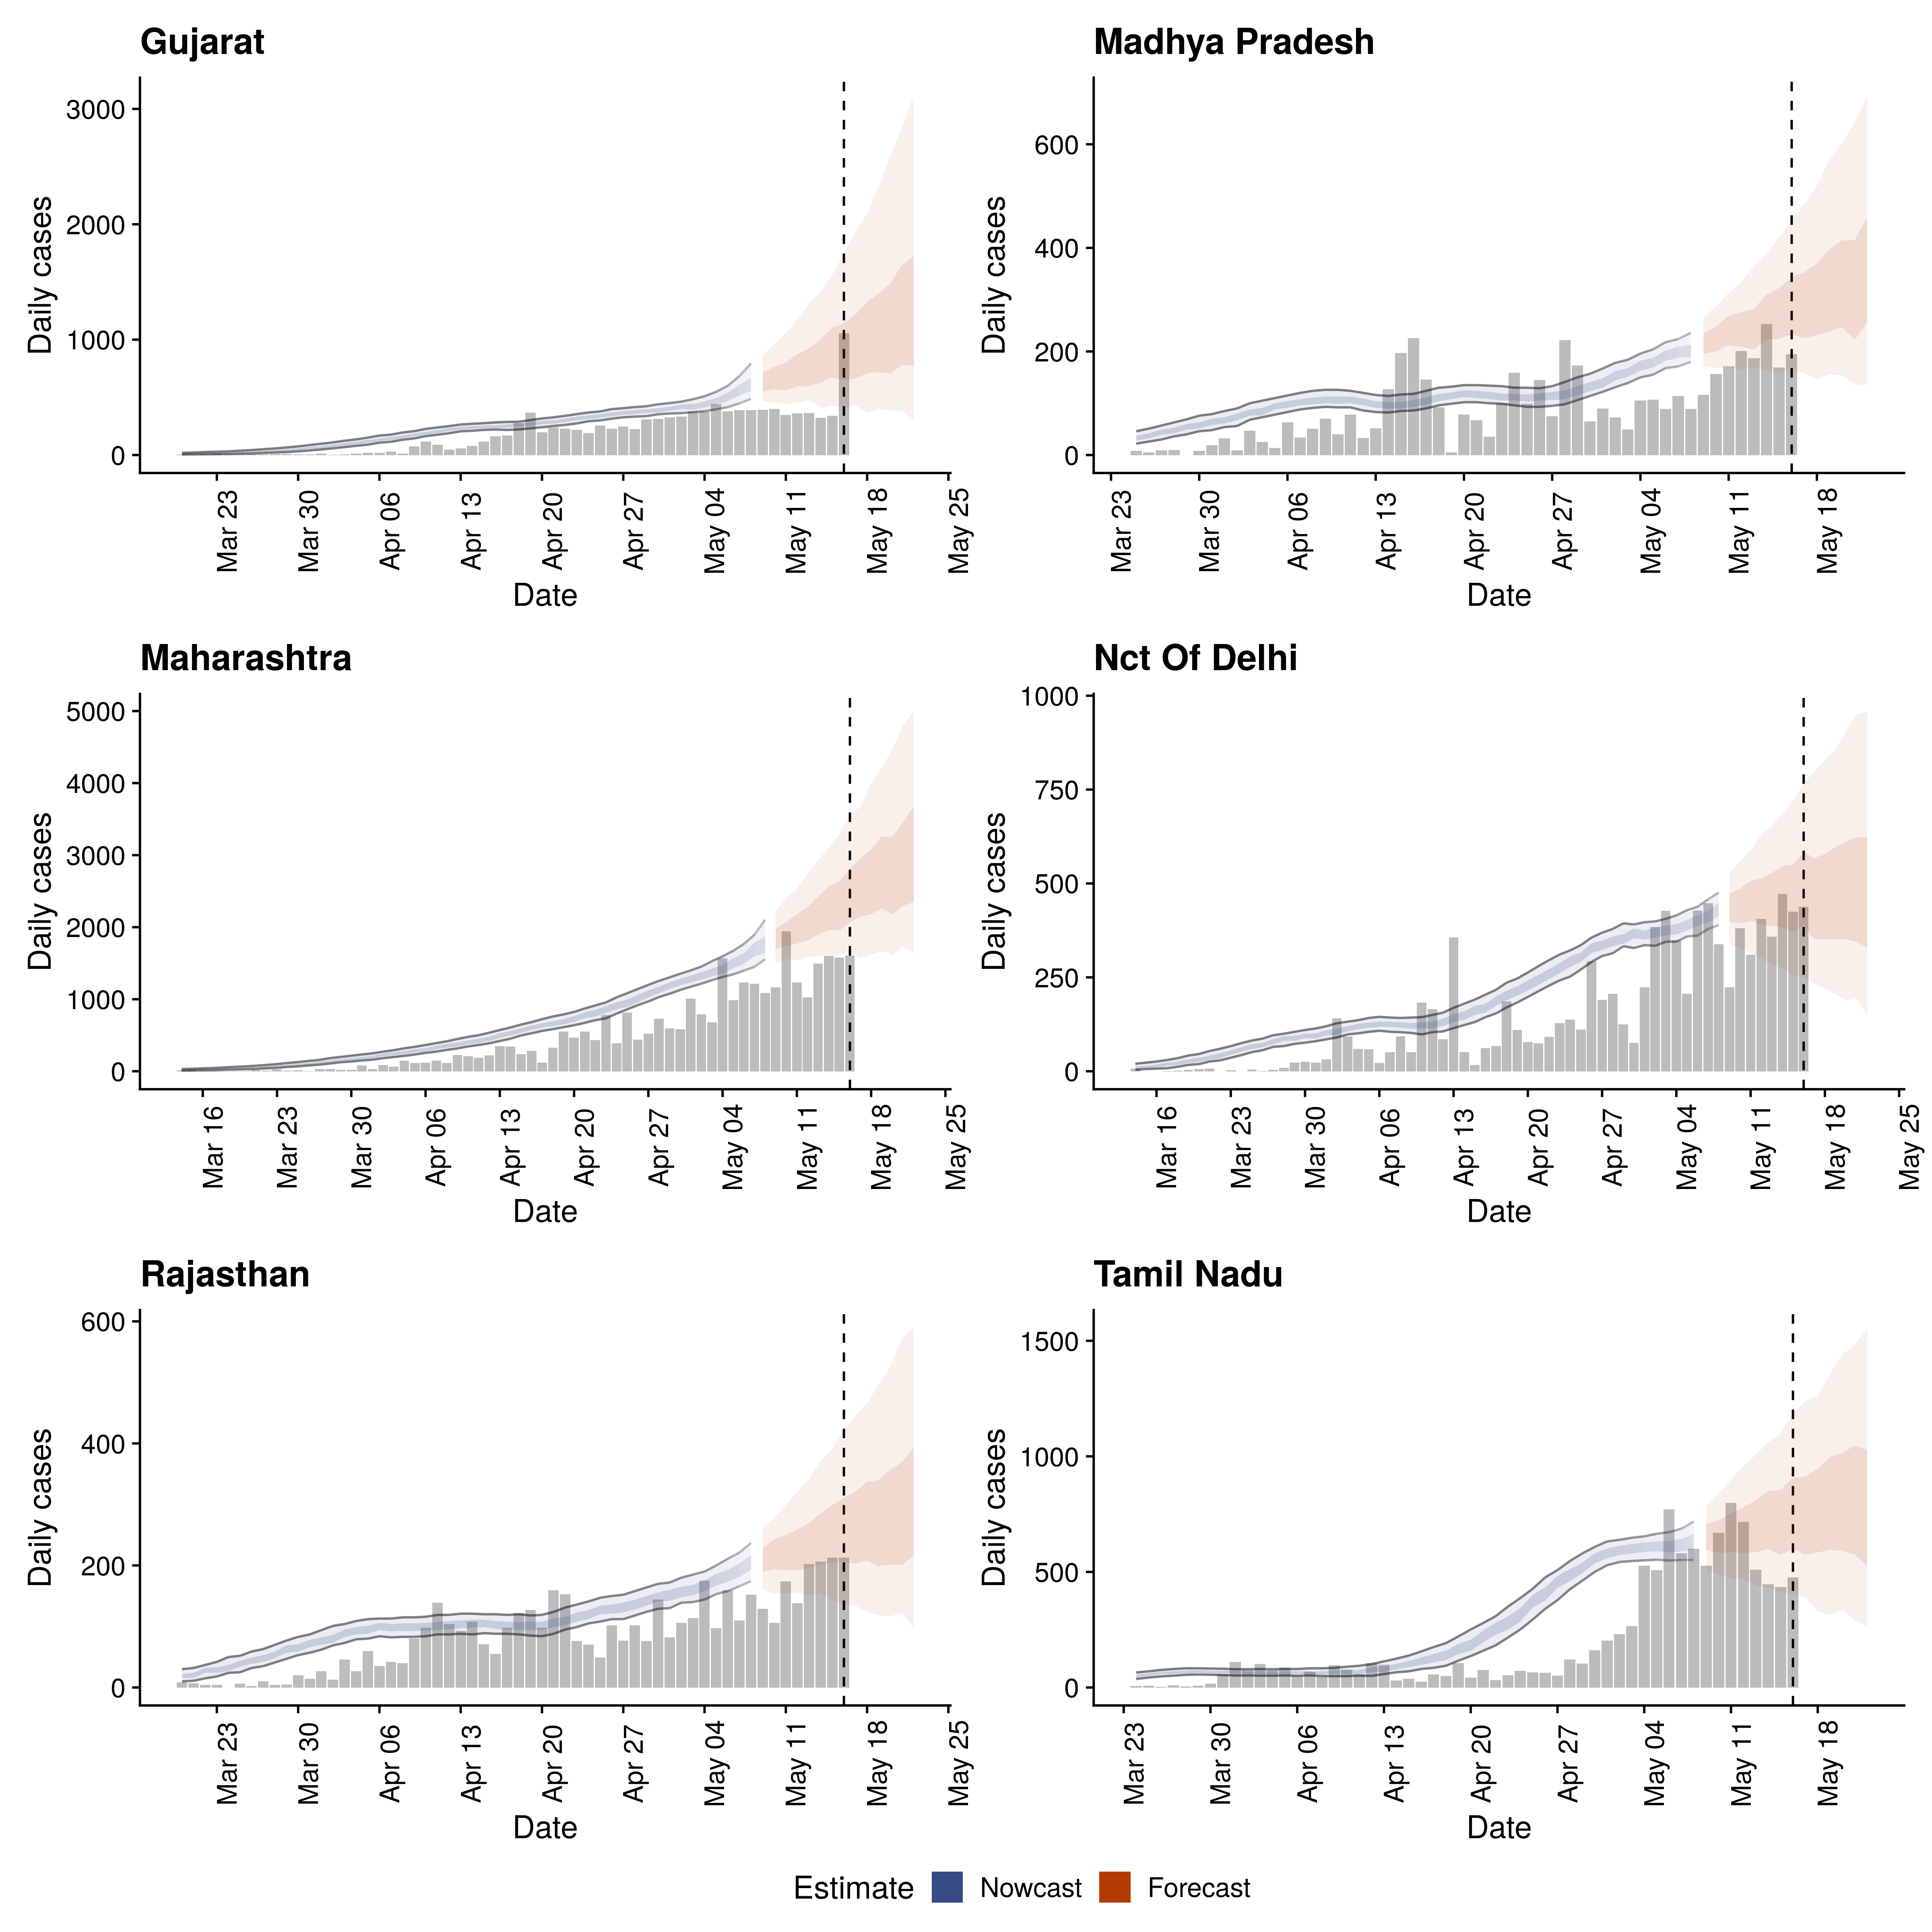 Gujarat
Daily cases
3000
2000
1000
0
Mar 23
Mar 30
Apr 06
Apr 13
Apr 20
Apr 27
May 04
May 11
May 18
May 25
Date
Madhya Pradesh
Daily cases
600
400
200
0
Mar 23
Mar 30
Apr 06
Apr 13
Apr 20
Apr 27
May 04
May 11
May 18
Date
Maharashtra
Daily cases
5000
4000
3000
2000
1000
0
Mar 16
Mar 23
Mar 30
Apr 06
Apr 13
Apr 20
Apr 27
May 04
May 11
May 18
May 25
Date
Nct Of Delhi
Daily cases
1000
750
500
250
0
Mar 16
Mar 23
Mar 30
Apr 06
Apr 13
Apr 20
Apr 27
May 04
May 11
May 18
May 25
Date
Rajasthan
Daily cases
600
400
200
0
Mar 23
Mar 30
Apr 06
Apr 13
Apr 20
Apr 27
May 04
May 11
May 18
May 25
Date
Tamil Nadu
Daily cases
1500
1000
500
0
Mar 23
Mar 30
Apr 06
Apr 13
Apr 20
Apr 27
May 04
May 11
May 18
Date
Estimate Nowcast Forecast